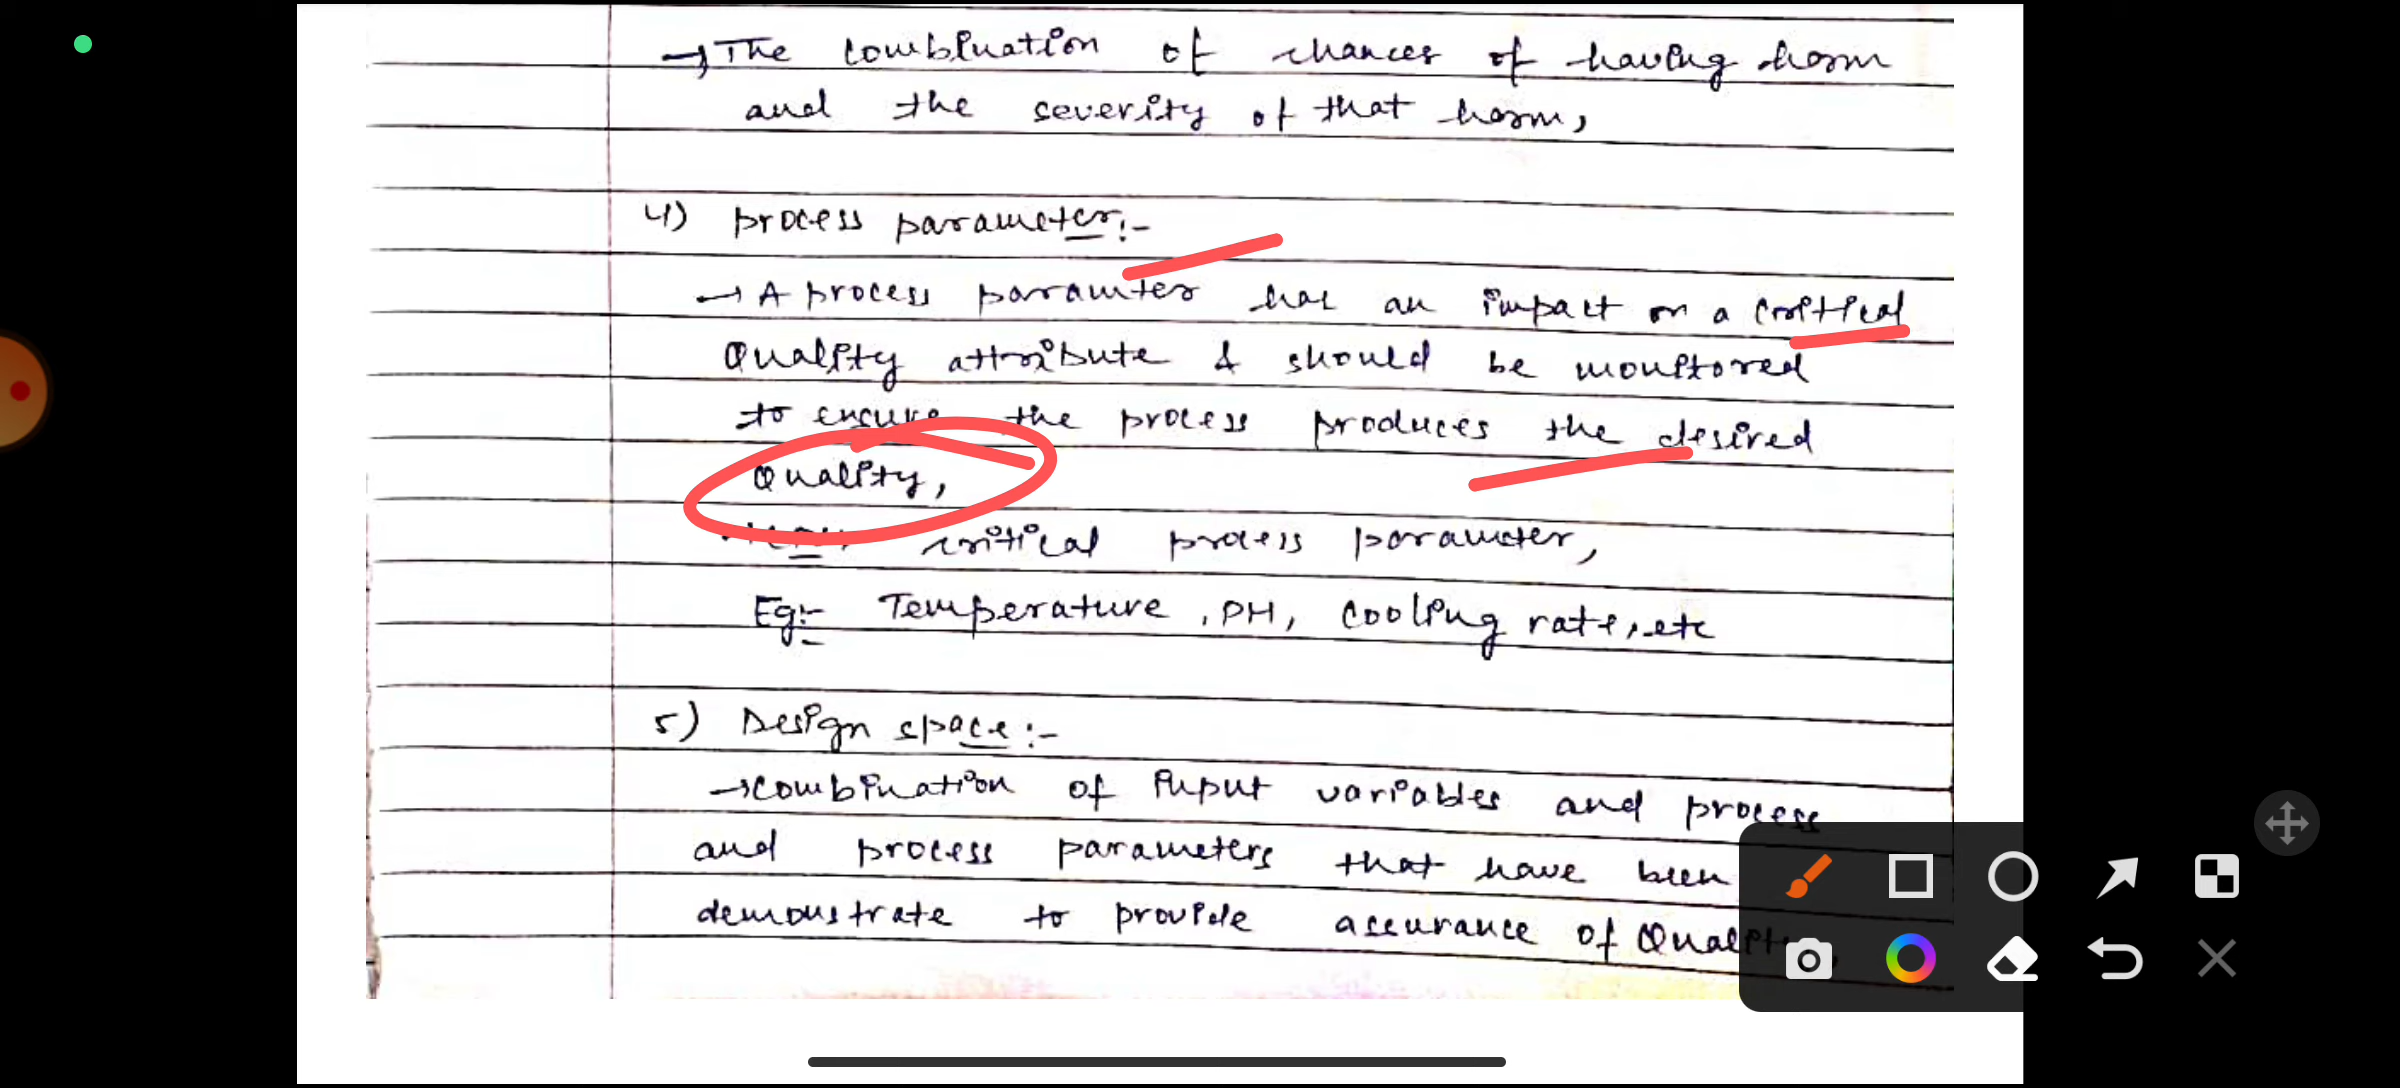 → The combination of chances of having harm
and the severity of that harm,
4) process parameter:-
→ A process paramter has an impact on a critical
Quality attribute & should be monitored
to ensure the process produces the desired
Quality,
critical process parameter,
Eg:- Temperature, PH, cooling rate, etc
5) Design space:-
→ combination of input variables and process
and process parameters that have been
demonstrate to provide assurance of Quality